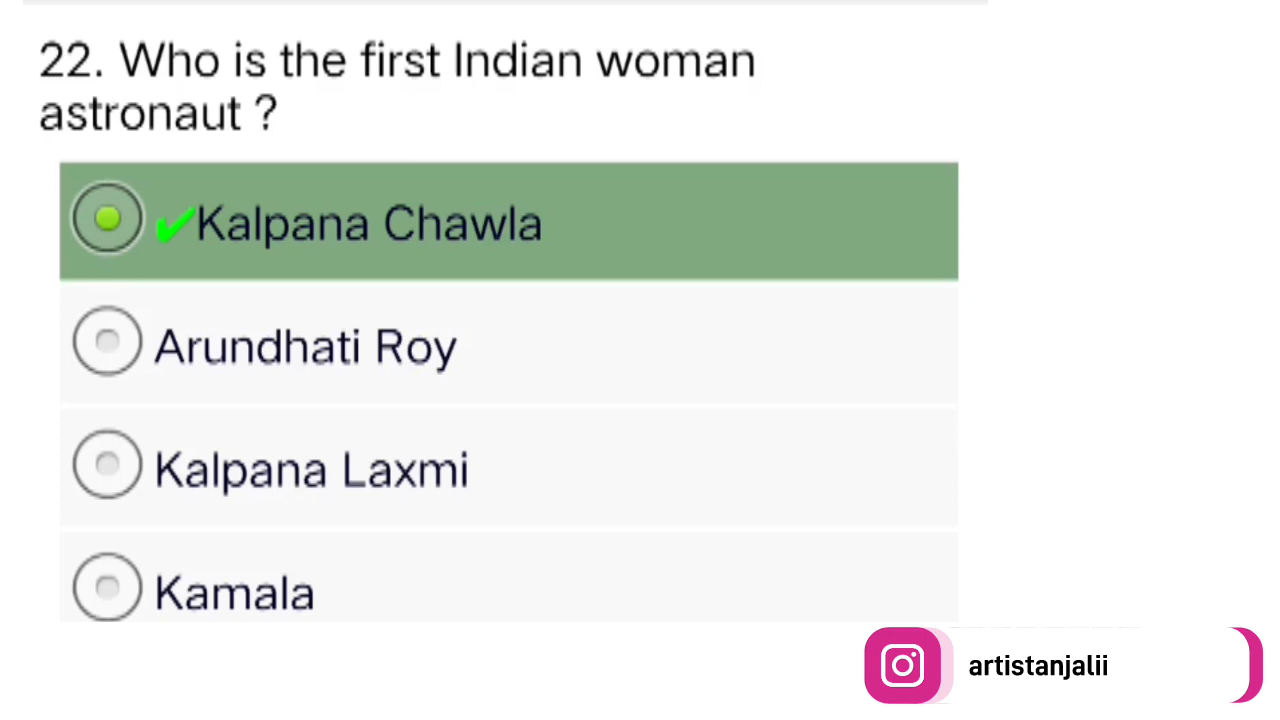 22. Who is the first Indian woman
astronaut ?
✔Kalpana Chawla
Arundhati Roy
Kalpana Laxmi
Kamala
artistanjalii